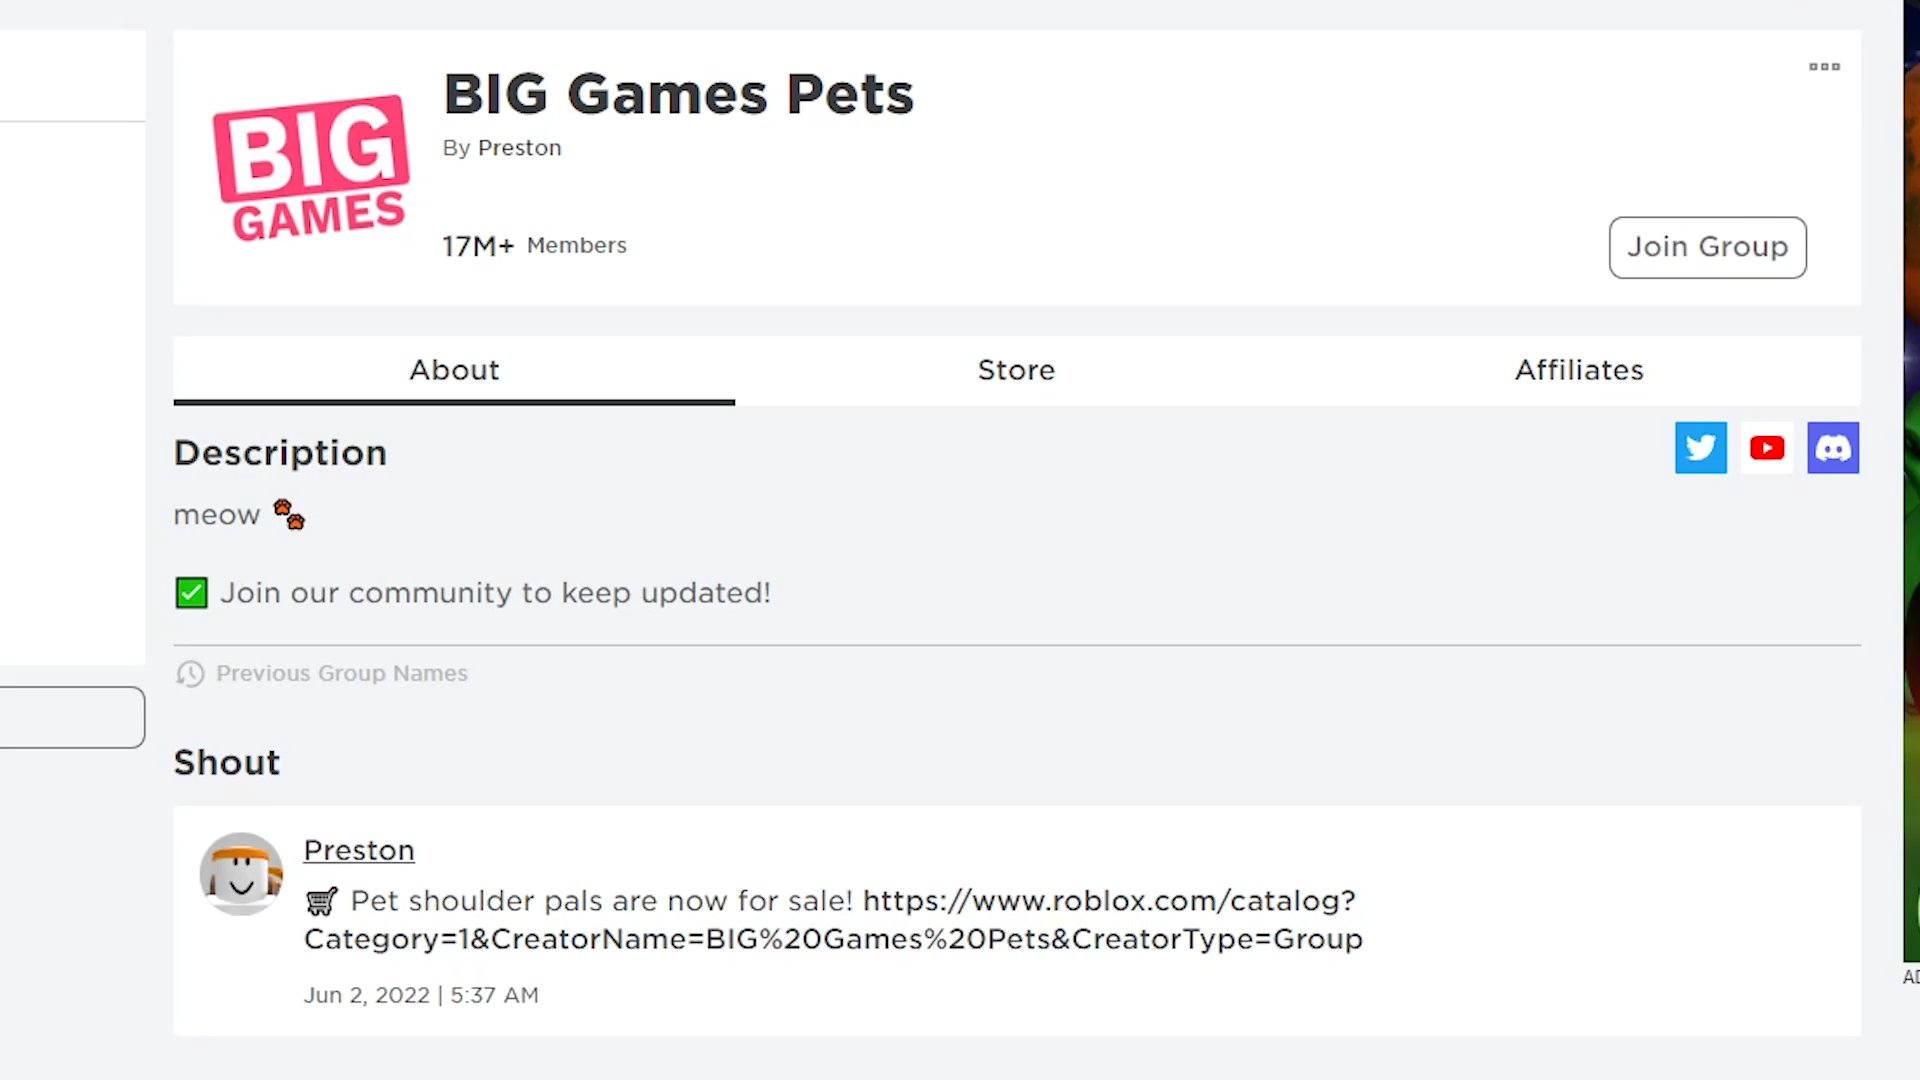 BIG
GAMES
BIG Games Pets
By Preston
17M+ Members
Join Group
About
Store
Affiliates
Description
meow 🐾
✅ Join our community to keep updated!
Previous Group Names
Shout
Preston
🛒 Pet shoulder pals are now for sale! https://www.roblox.com/catalog?
Category=1&CreatorName=BIG%20Games%20Pets&CreatorType=Group
Jun 2, 2022 | 5:37 AM